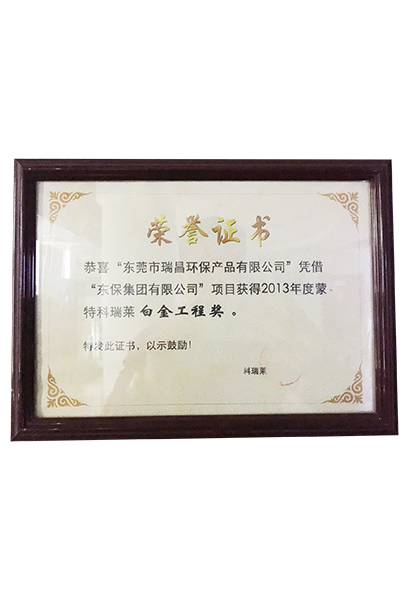 荣誉证书
恭喜“东莞市瑞昌环保产品有限公司”凭借
“东保集团有限公司”项目获得2013年度蒙
特科瑞莱 白金工程奖 。
特发此证书，以示鼓励！
科瑞莱